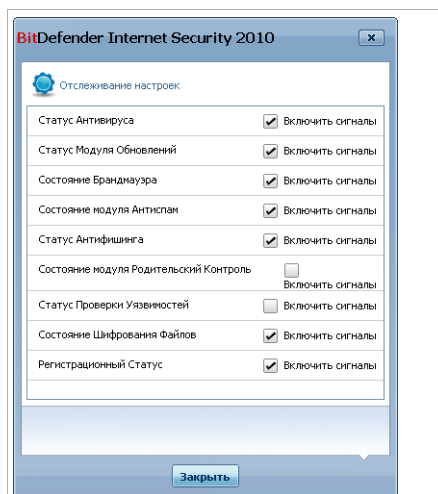 BitDefender Internet Security 2010
Отслеживание настроек
Статус Антивируса Включить сигналы
Статус Модуля Обновлений Включить сигналы
Состояние Брандмауэра Включить сигналы
Состояние модуля Антиспам Включить сигналы
Статус Антифишинга Включить сигналы
Состояние модуля Родительский Контроль
Включить сигналы
Статус Проверки Уязвимостей Включить сигналы
Состояние Шифрования Файлов Включить сигналы
Регистрационный Статус Включить сигналы
Закрыть